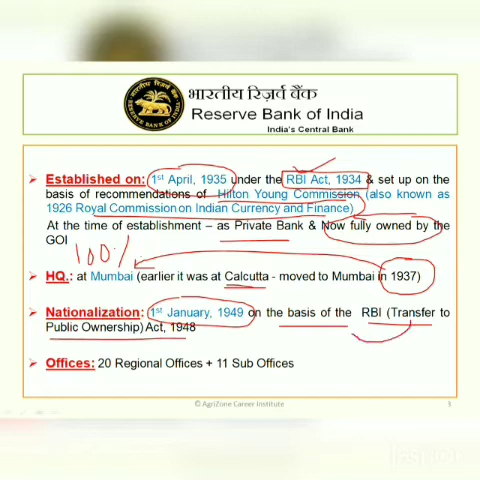 भारतीय रिज़र्व बैंक
Reserve Bank of India
India's Central Bank
RESERVE BANK OF INDIA
Established on: 1st April, 1935 under the RBI Act, 1934 & set up on the
basis of recommendations of Hilton Young Commission (also known as
1926 Royal Commission on Indian Currency and Finance)
At the time of establishment – as Private Bank & Now fully owned by the
GOI
100%
HQ: at Mumbai (earlier it was at Calcutta - moved to Mumbai in 1937)
Nationalization: 1st January, 1949 on the basis of the RBI (Transfer to
Public Ownership) Act, 1948
Offices: 20 Regional Offices + 11 Sub Offices
© AgriZone Career Institute